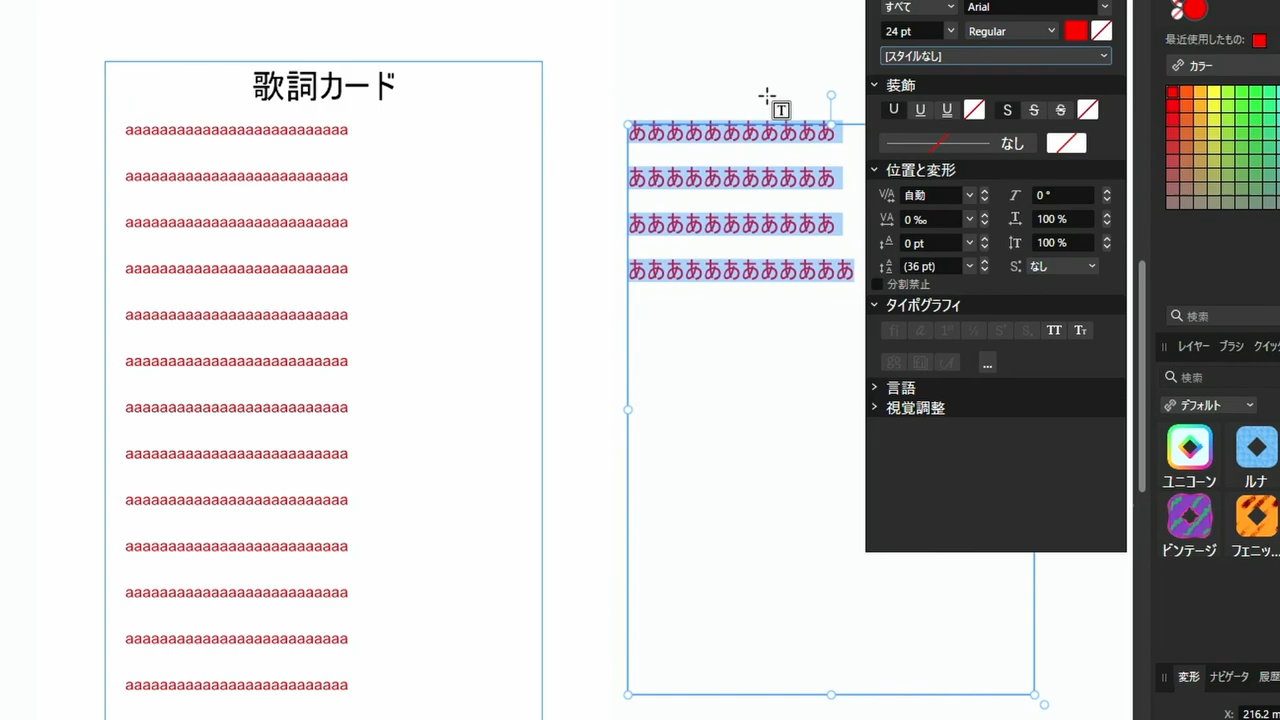 歌詞カード
aaaaaaaaaaaaaaaaaaaaaaaaaa
aaaaaaaaaaaaaaaaaaaaaaaaaa
aaaaaaaaaaaaaaaaaaaaaaaaaa
aaaaaaaaaaaaaaaaaaaaaaaaaa
aaaaaaaaaaaaaaaaaaaaaaaaaa
aaaaaaaaaaaaaaaaaaaaaaaaaa
aaaaaaaaaaaaaaaaaaaaaaaaaa
aaaaaaaaaaaaaaaaaaaaaaaaaa
aaaaaaaaaaaaaaaaaaaaaaaaaa
aaaaaaaaaaaaaaaaaaaaaaaaaa
aaaaaaaaaaaaaaaaaaaaaaaaaa
aaaaaaaaaaaaaaaaaaaaaaaaaa
aaaaaaaaaaaaaaaaaaaaaaaaaa
あああああああああああ
あああああああああああ
あああああああああああ
ああああああああああああ
すべて Arial
24 pt Regular
[スタイルなし]
装飾
U U U S S S
なし
位置と変形
自動 0 °
0 ‰ 100 %
0 pt 100 %
(36 pt) なし
分割禁止
タイポグラフィ
TT Tт
...
言語
視覚調整
最近使用したもの:
カラー
検索
レイヤー ブラシ クイッ
検索
デフォルト
ユニコーン ルナ
ビンテージ フェニッ...
変形 ナビゲータ 履歴
X: 216.2 m